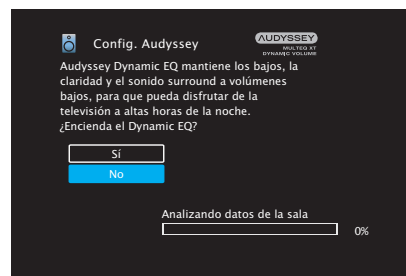 Config. Audyssey
AUDYSSEY
MULTEQ XT
DYNAMIC VOLUME
Audyssey Dynamic EQ mantiene los bajos, la
claridad y el sonido surround a volúmenes
bajos, para que pueda disfrutar de la
televisión a altas horas de la noche.
¿Encienda el Dynamic EQ?
Sí
No
Analizando datos de la sala
0%